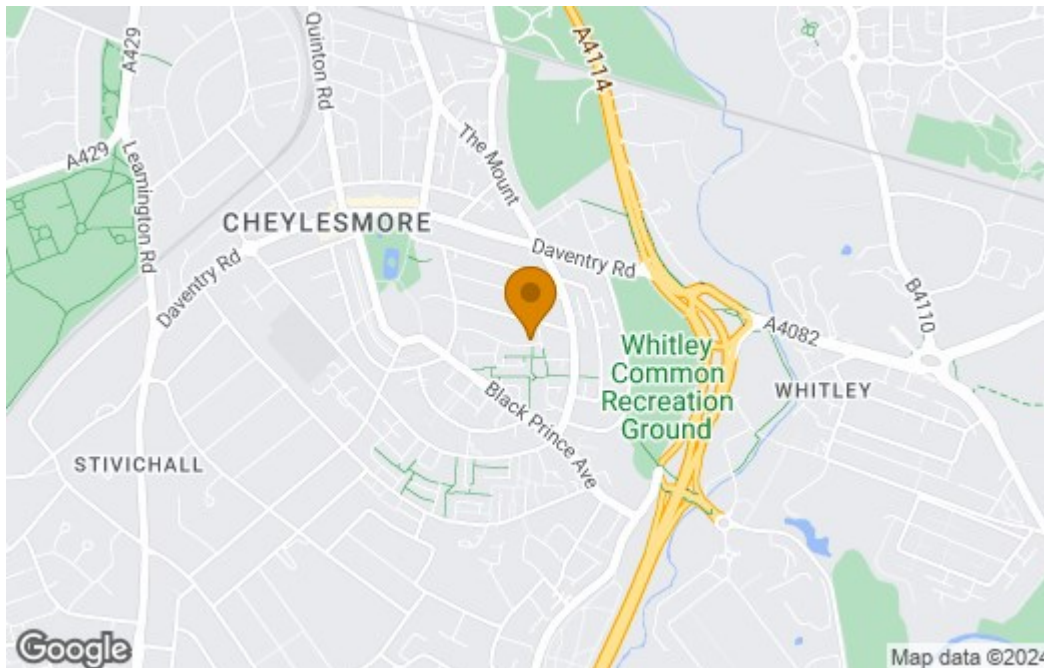 A429
Quinton Rd
A4114
A429
The Mount
Leamington Rd
CHEYLESMORE
Daventry Rd
Daventry Rd
B4110
A4082
Whitley
Common
Recreation
Ground
WHITLEY
Black Prince Ave
STIVICHALL
Google
Map data ©2024